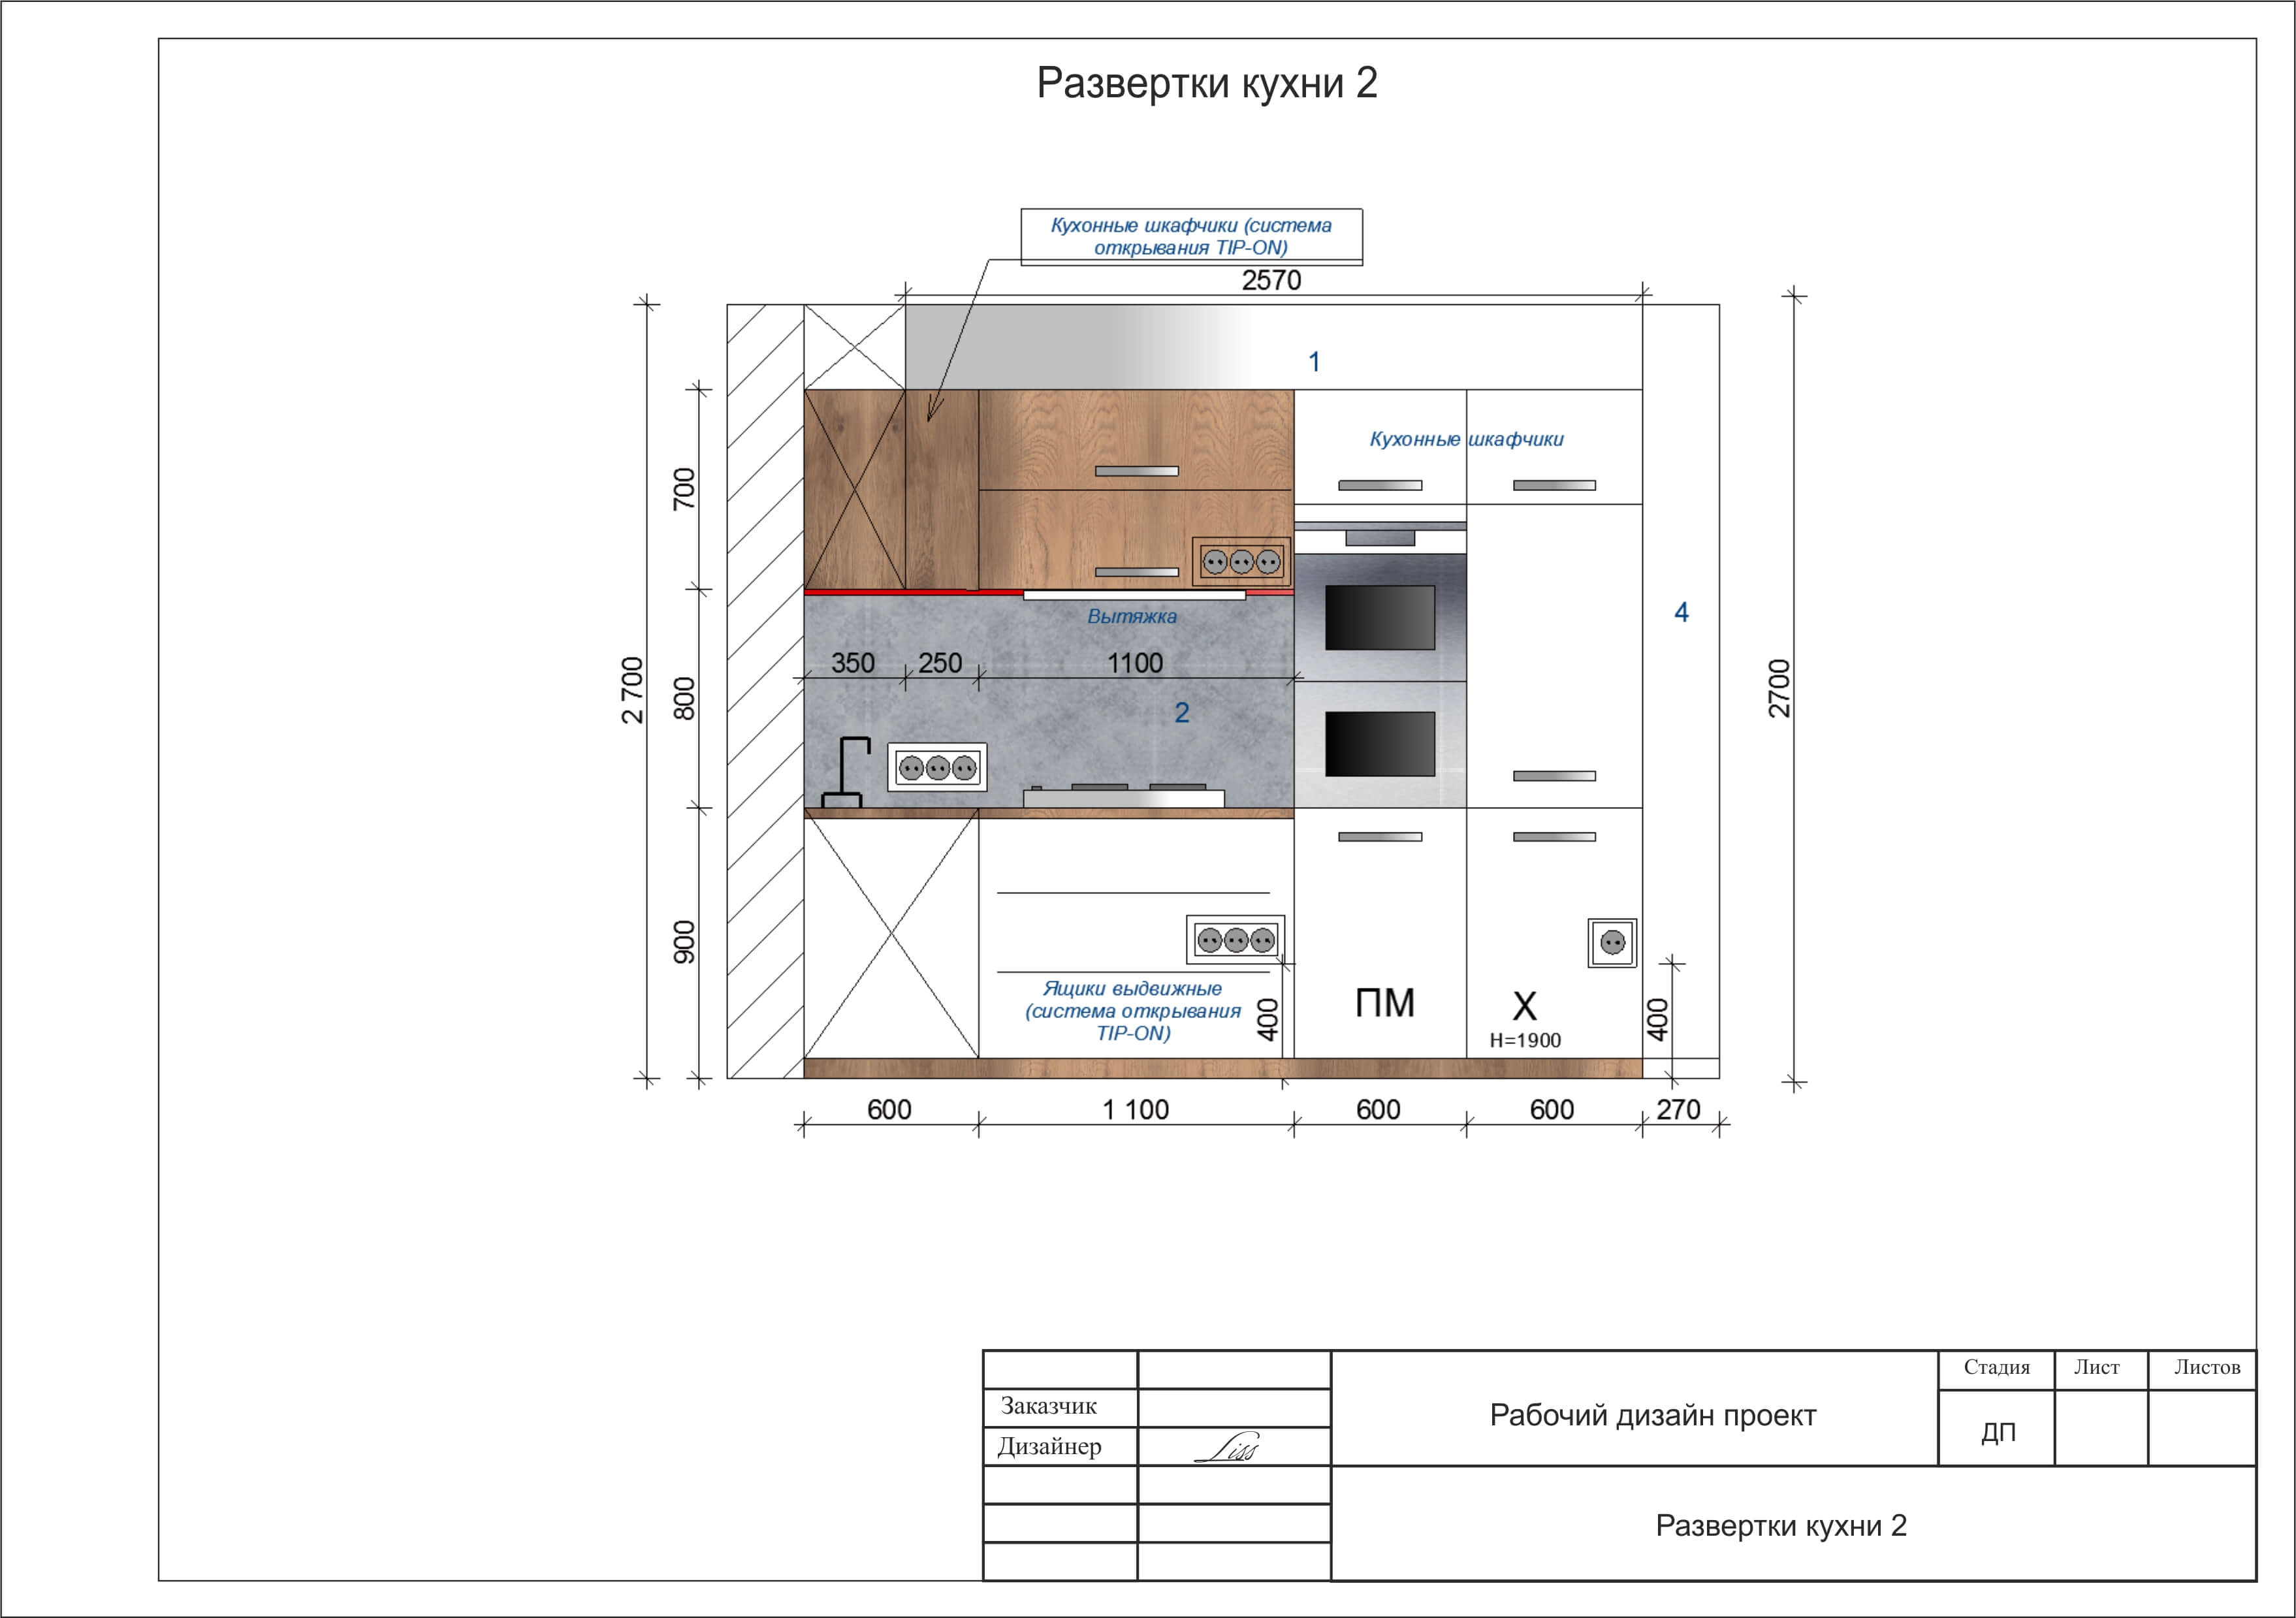 Развертки кухни 2
Кухонные шкафчики (система
открывания TIP-ON)
2570
1
Кухонные шкафчики
700
Вытяжка
4
350 250 1100
2 700
800
2700
2
900
Ящики выдвижные
(система открывания
TIP-ON)
400
ПМ
Х
Н=1900
400
600 1 100 600 600 270
Стадия Лист Листов
Заказчик
Рабочий дизайн проект
ДП
Дизайнер Liss
Развертки кухни 2